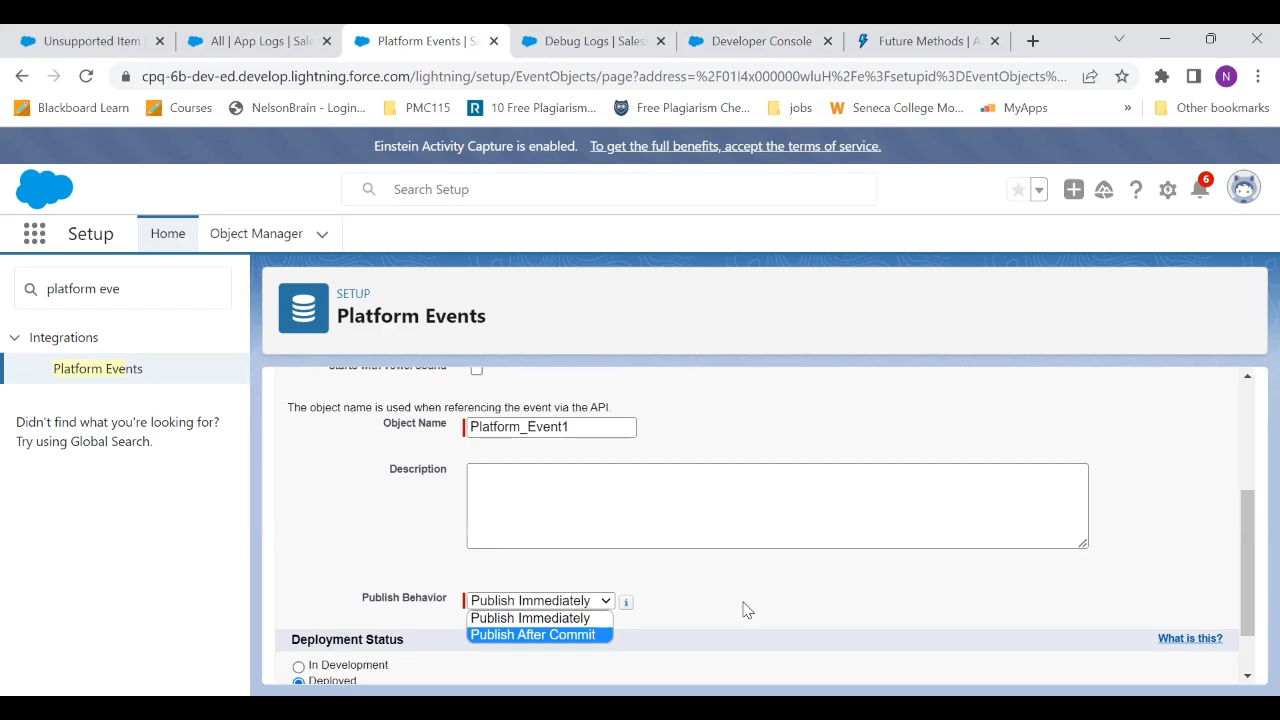 Unsupported Item
All | App Logs | Sale
Platform Events | S
Debug Logs | Sales
Developer Console
Future Methods | A
cpq-6b-dev-ed.develop.lightning.force.com/lightning/setup/EventObjects/page?address=%2F01I4x000000wluH%2Fe%3Fsetupid%3DEventObjects%...
N
Blackboard Learn
Courses
NelsonBrain - Login...
PMC115
10 Free Plagiarism...
Free Plagiarism Che...
jobs
Seneca College Mo...
MyApps
»
Other bookmarks
Einstein Activity Capture is enabled. To get the full benefits, accept the terms of service.
Search Setup
6
Setup
Home
Object Manager
platform eve
Integrations
Platform Events
Didn't find what you're looking for?
Try using Global Search.
SETUP
Platform Events
Starts with vowel sound
The object name is used when referencing the event via the API.
Object Name
Platform_Event1
Description
Publish Behavior
Publish Immediately
Publish Immediately
Publish After Commit
Deployment Status
What is this?
In Development
Deployed